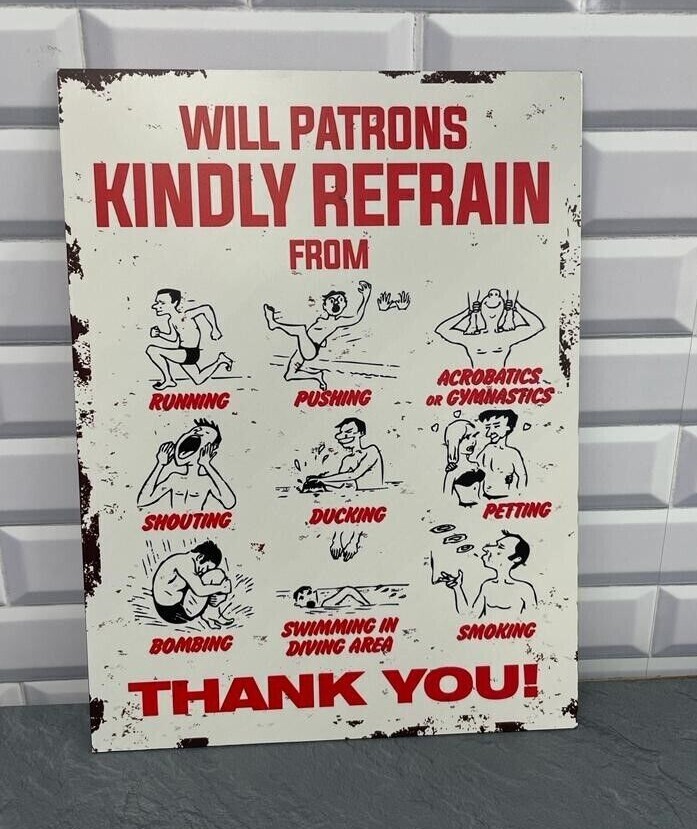 WILL PATRONS
KINDLY REFRAIN
FROM
RUNNING
PUSHING
ACROBATICS
OR GYMNASTICS
SHOUTING
DUCKING
PETTING
BOMBING
SWIMMING IN
DIVING AREA
SMOKING
THANK YOU!